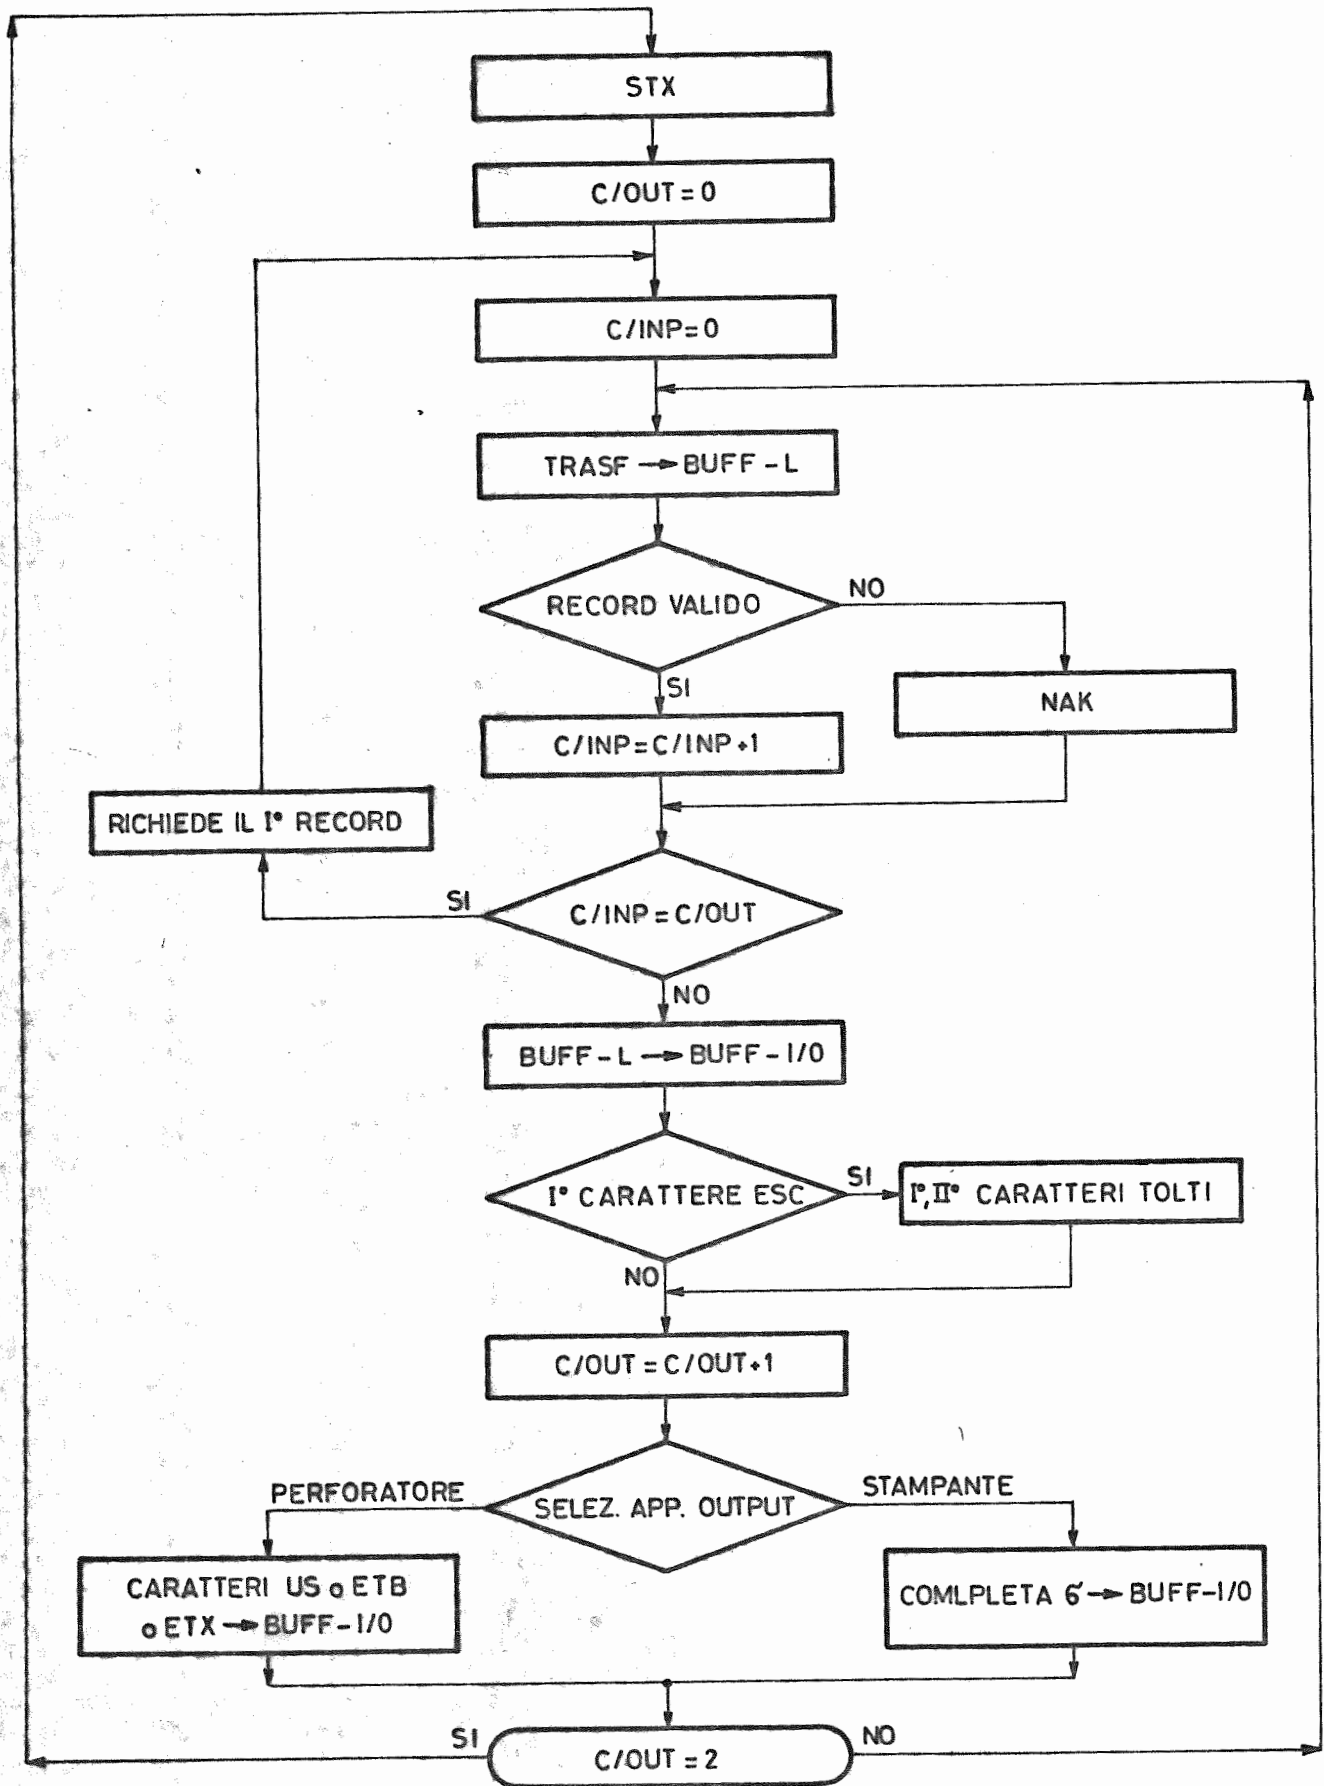 STX
C/OUT = 0
C/INP = 0
TRASF → BUFF - L
RECORD VALIDO
NO
NAK
SI
C/INP = C/INP + 1
RICHIEDE IL I° RECORD
SI
C/INP = C/OUT
NO
BUFF - L → BUFF - I/O
I° CARATTERE ESC
SI
I°, II° CARATTERI TOLTI
NO
C/OUT = C/OUT + 1
PERFORATORE
SELEZ. APP. OUTPUT
STAMPANTE
CARATTERI US o ETB
o ETX → BUFF - I/O
COMLPLETA → BUFF-I/O
SI
C/OUT = 2
NO